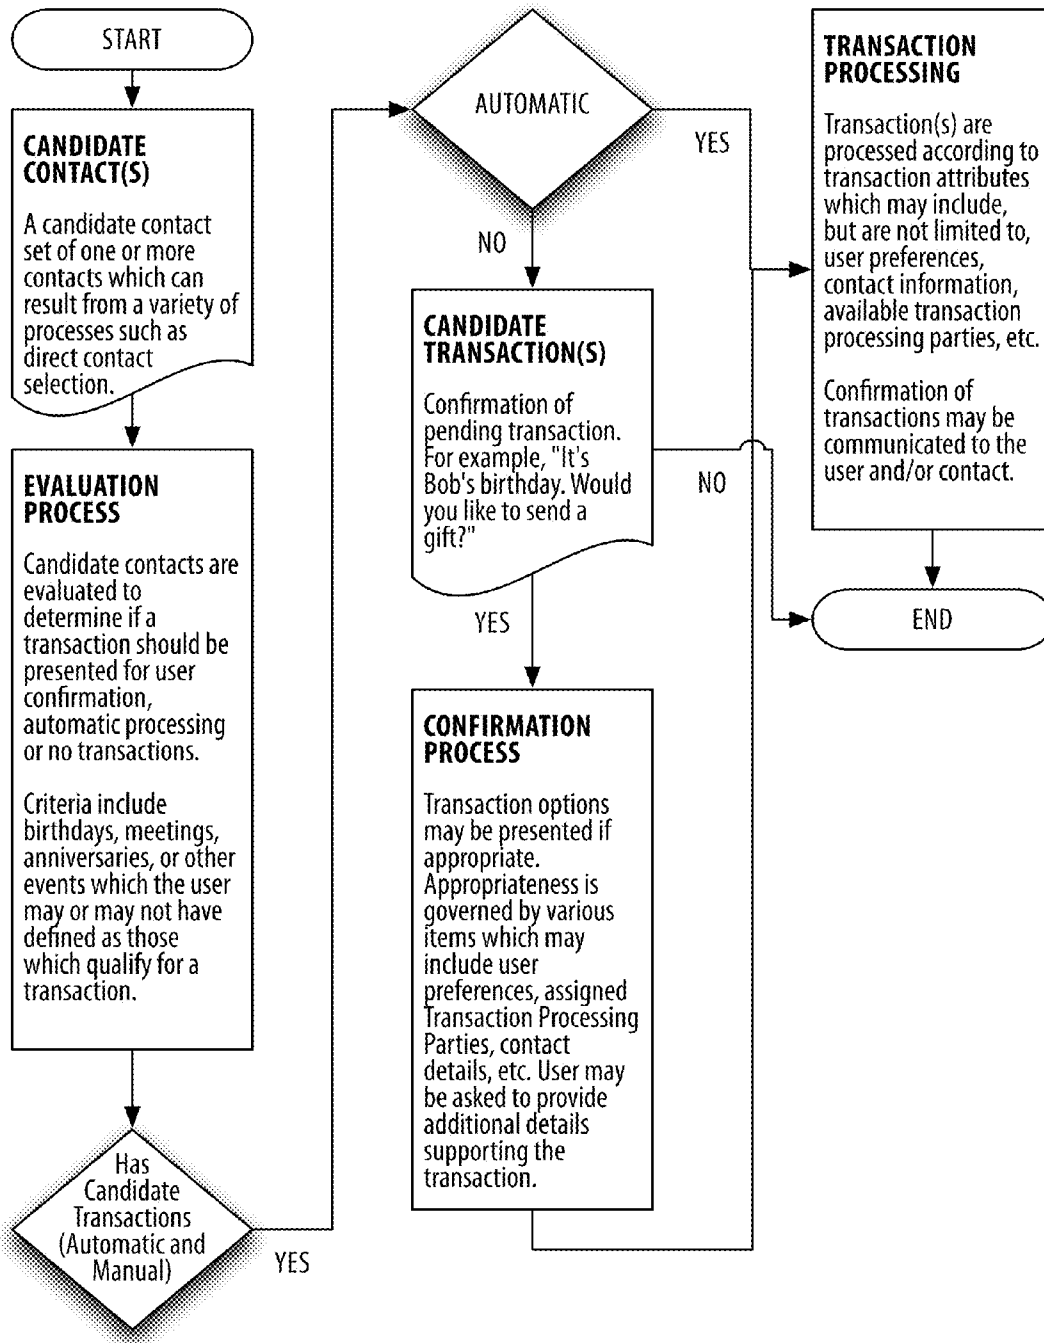 START
CANDIDATE
CONTACT(S)
A candidate contact
set of one or more
contacts which can
result from a variety of
processes such as
direct contact
selection.
EVALUATION
PROCESS
Candidate contacts are
evaluated to
determine if a
transaction should be
presented for user
confirmation,
automatic processing
or no transactions.
Criteria include
birthdays, meetings,
anniversaries, or other
events which the user
may or may not have
defined as those
which qualify for a
transaction.
Has
Candidate
Transactions
(Automatic and
Manual)
YES
AUTOMATIC
YES
NO
CANDIDATE
TRANSACTION(S)
Confirmation of
pending transaction.
For example, "It's
Bob's birthday. Would
you like to send a
gift?"
NO
YES
CONFIRMATION
PROCESS
Transaction options
may be presented if
appropriate.
Appropriateness is
governed by various
items which may
include user
preferences, assigned
Transaction Processing
Parties, contact
details, etc. User may
be asked to provide
additional details
supporting the
transaction.
TRANSACTION
PROCESSING
Transaction(s) are
processed according to
transaction attributes
which may include,
but are not limited to,
user preferences,
contact information,
available transaction
processing parties, etc.
Confirmation of
transactions may be
communicated to the
user and/or contact.
END